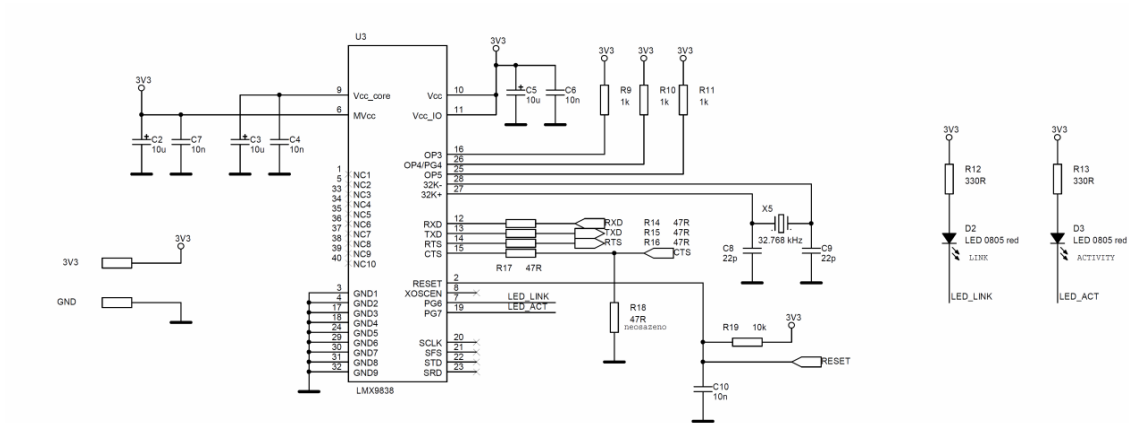 U3
LMX9838
3V3
3V3
3V3
3V3
3V3
R9
1k
R10
1k
R11
1k
C5
10u
C6
10n
C2
10u
C7
10n
C3
10u
C4
10n
9 Vcc_core
6 MVcc
1 NC1
5 NC2
33 NC3
34 NC4
35 NC5
36 NC6
37 NC7
38 NC8
39 NC9
40 NC10
3 GND1
4 GND2
17 GND3
18 GND4
24 GND5
29 GND6
30 GND7
31 GND8
32 GND9
Vcc 10
Vcc_IO 11
OP3 16
OP4/PG4 26
OP5 25
32K- 28
32K+ 27
RXD 12
TXD 13
RTS 14
CTS 15
RESET 2
XOSCEN 8
PG6 7
PG7 19
SCLK 20
SFS 21
STD 22
SRD 23
RXD
TXD
RTS
CTS
R14 47R
R15 47R
R16 47R
R17 47R
LED_LINK
LED_ACT
R18
47R
neosazeno
X5
32.768 kHz
C8
22p
C9
22p
3V3
R19 10k
RESET
C10
10n
3V3
3V3
GND
3V3
R12
330R
D2
LED 0805 red
LINK
LED_LINK
3V3
R13
330R
D3
LED 0805 red
ACTIVITY
LED_ACT